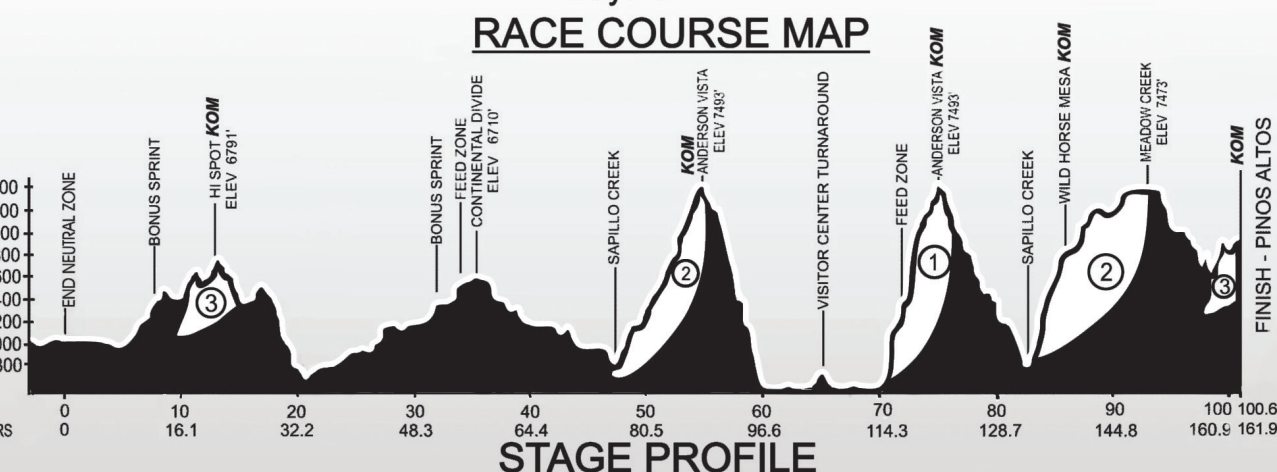 RACE COURSE MAP
END NEUTRAL ZONE
BONUS SPRINT
HI SPOT KOM
ELEV 6791'
BONUS SPRINT
FEED ZONE
CONTINENTAL DIVIDE
ELEV 6710'
SAPILLO CREEK
KOM
ANDERSON VISTA
ELEV 7493'
VISITOR CENTER TURNAROUND
FEED ZONE
ANDERSON VISTA KOM
ELEV 7493'
SAPILLO CREEK
WILD HORSE MESA KOM
MEADOW CREEK
ELEV 7473'
KOM
FINISH - PINOS ALTOS
3
2
1
2
3
0 10 20 30 40 50 60 70 80 90 100 100.6
0 16.1 32.2 48.3 64.4 80.5 96.6 114.3 128.7 144.8 160.9 161.9
STAGE PROFILE